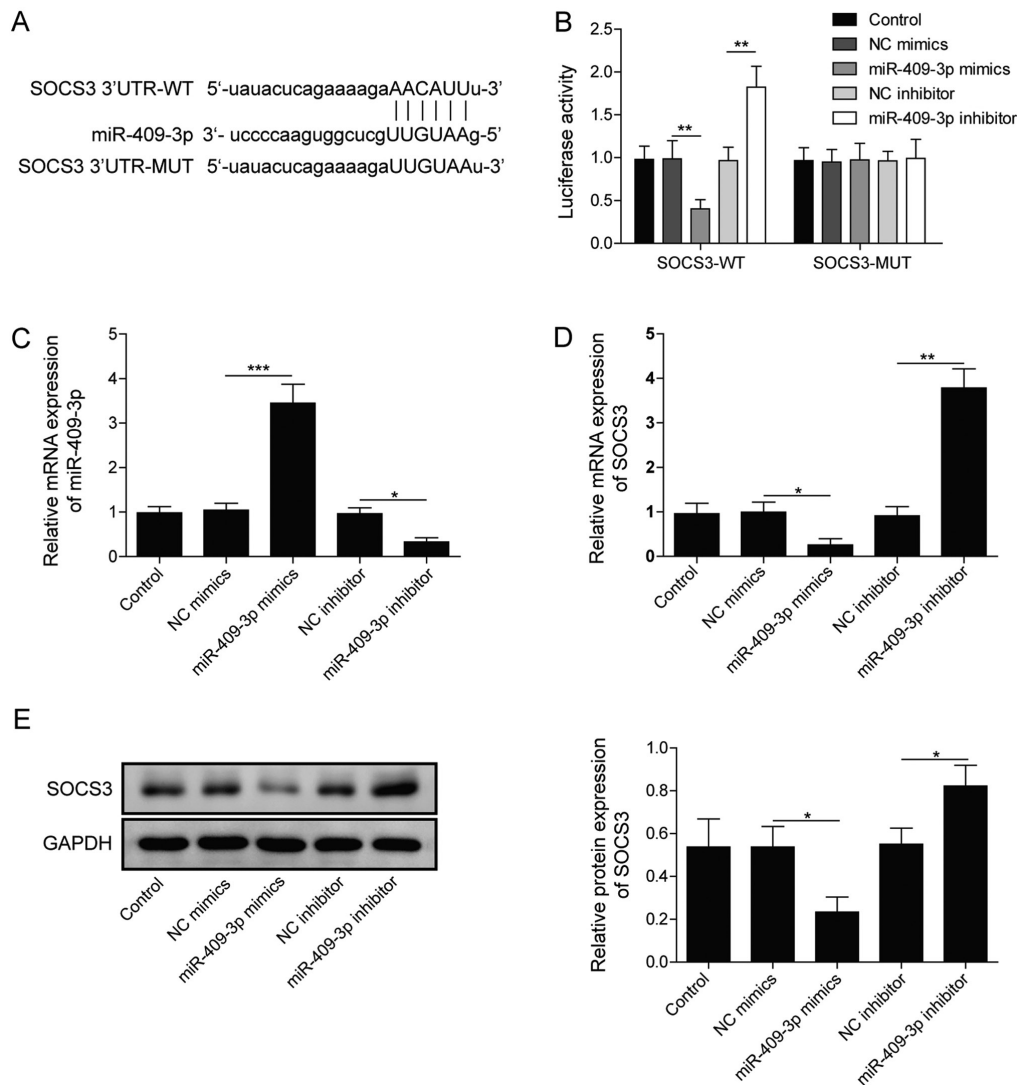 A
SOCS3 3'UTR-WT 5'-uauacucagaaaagaAACAUUu-3'
miR-409-3p 3'- uccccaaguggcucgUUGUAAg-5'
SOCS3 3'UTR-MUT 5'-uauacucagaaaagaUUGUAAu-3'
B
Luciferase activity
2.5
2.0
1.5
1.0
0.5
0.0
**
**
SOCS3-WT
SOCS3-MUT
Control
NC mimics
miR-409-3p mimics
NC inhibitor
miR-409-3p inhibitor
C
Relative mRNA expression
of miR-409-3p
5
4
3
2
1
0
***
*
Control
NC mimics
miR-409-3p mimics
NC inhibitor
miR-409-3p inhibitor
D
Relative mRNA expression
of SOCS3
5
4
3
2
1
0
*
**
Control
NC mimics
miR-409-3p mimics
NC inhibitor
miR-409-3p inhibitor
E
SOCS3
GAPDH
Control
NC mimics
miR-409-3p mimics
NC inhibitor
miR-409-3p inhibitor
Relative protein expression
of SOCS3
1.0
0.8
0.6
0.4
0.2
0.0
*
*
Control
NC mimics
miR-409-3p mimics
NC inhibitor
miR-409-3p inhibitor